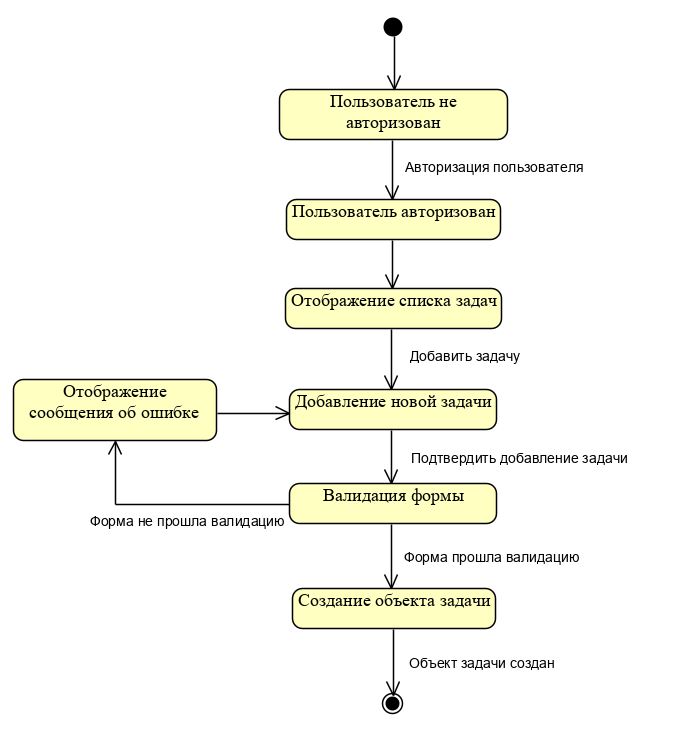 Пользователь не
авторизован
Авторизация пользователя
Пользователь авторизован
Отображение списка задач
Добавить задачу
Отображение
сообщения об ошибке
Добавление новой задачи
Подтвердить добавление задачи
Валидация формы
Форма не прошла валидацию
Форма прошла валидацию
Создание объекта задачи
Объект задачи создан